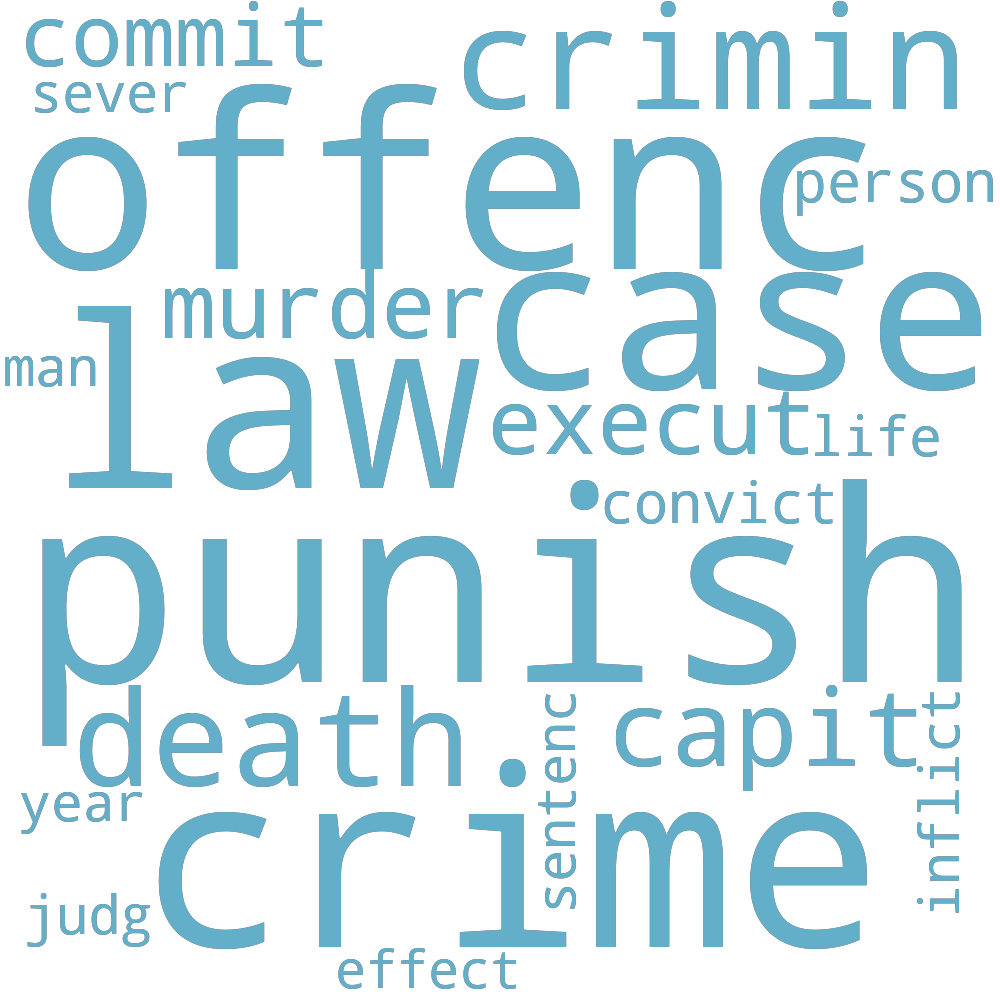 commit
crimin
sever
offenc
person
murder
case
law
man
execut
life
convict
punish
death
sentenc
capit
inflict
year
crime
judg
effect